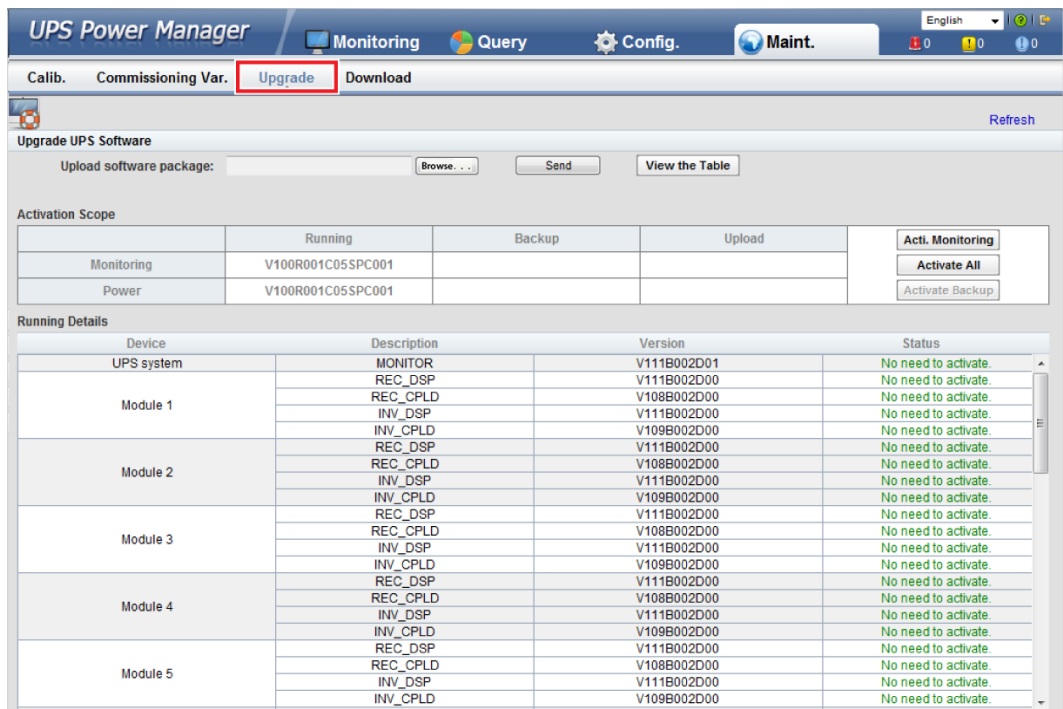 UPS Power Manager
Monitoring Query Config. Maint.
English
0 0 0
Calib. Commissioning Var. Upgrade Download
Refresh
Upgrade UPS Software
Upload software package: Browse. . . Send View the Table
Activation Scope
Running Backup Upload
Acti. Monitoring
Monitoring V100R001C05SPC001
Activate All
Power V100R001C05SPC001
Activate Backup
Running Details
Device Description Version Status
UPS system MONITOR V111B002D01 No need to activate.
REC_DSP V111B002D00 No need to activate.
REC_CPLD V108B002D00 No need to activate.
Module 1
INV_DSP V111B002D00 No need to activate.
INV_CPLD V109B002D00 No need to activate.
REC_DSP V111B002D00 No need to activate.
REC_CPLD V108B002D00 No need to activate.
Module 2
INV_DSP V111B002D00 No need to activate.
INV_CPLD V109B002D00 No need to activate.
REC_DSP V111B002D00 No need to activate.
REC_CPLD V108B002D00 No need to activate.
Module 3
INV_DSP V111B002D00 No need to activate.
INV_CPLD V109B002D00 No need to activate.
REC_DSP V111B002D00 No need to activate.
REC_CPLD V108B002D00 No need to activate.
Module 4
INV_DSP V111B002D00 No need to activate.
INV_CPLD V109B002D00 No need to activate.
REC_DSP V111B002D00 No need to activate.
REC_CPLD V108B002D00 No need to activate.
Module 5
INV_DSP V111B002D00 No need to activate.
INV_CPLD V109B002D00 No need to activate.